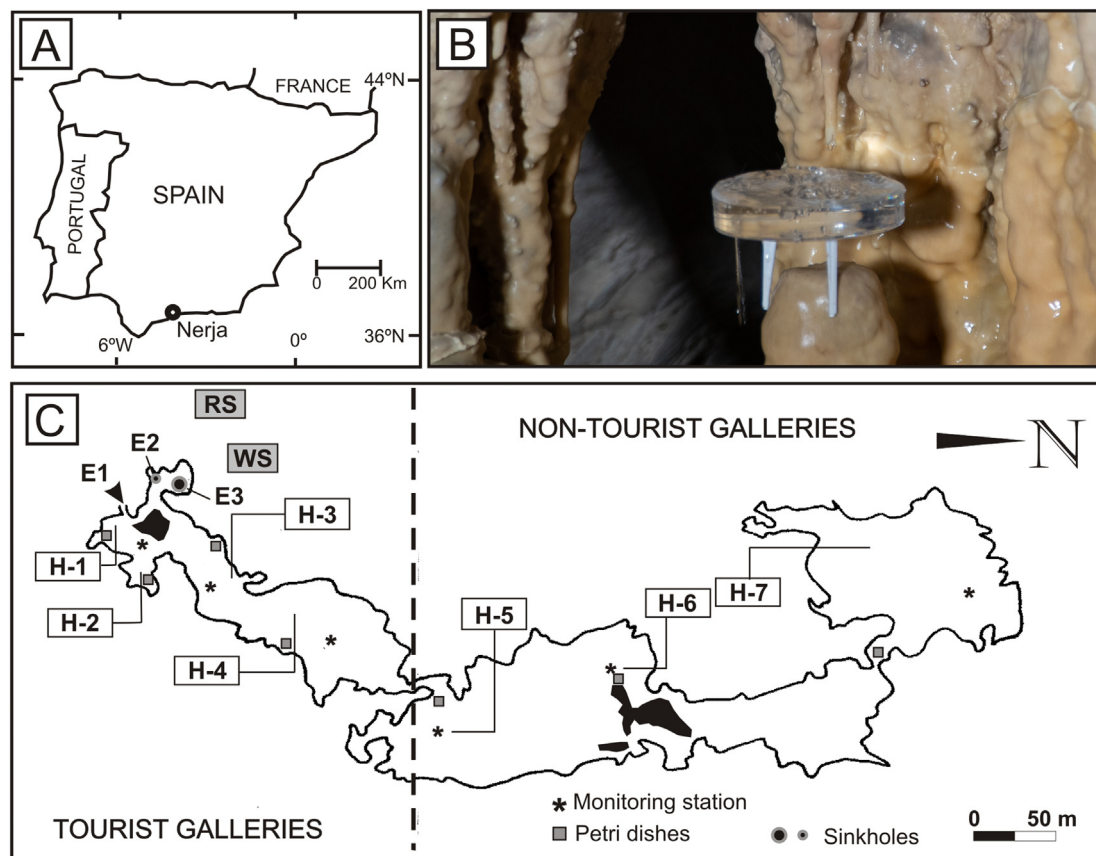 A
FRANCE
44ºN
PORTUGAL
SPAIN
0 200 Km
Nerja
6ºW
0º
36ºN
B
C
RS
NON-TOURIST GALLERIES
N
E2
WS
E1
E3
H-3
H-1
H-7
H-2
H-5
H-6
H-4
* Monitoring station
Petri dishes
Sinkholes
0 50 m
TOURIST GALLERIES